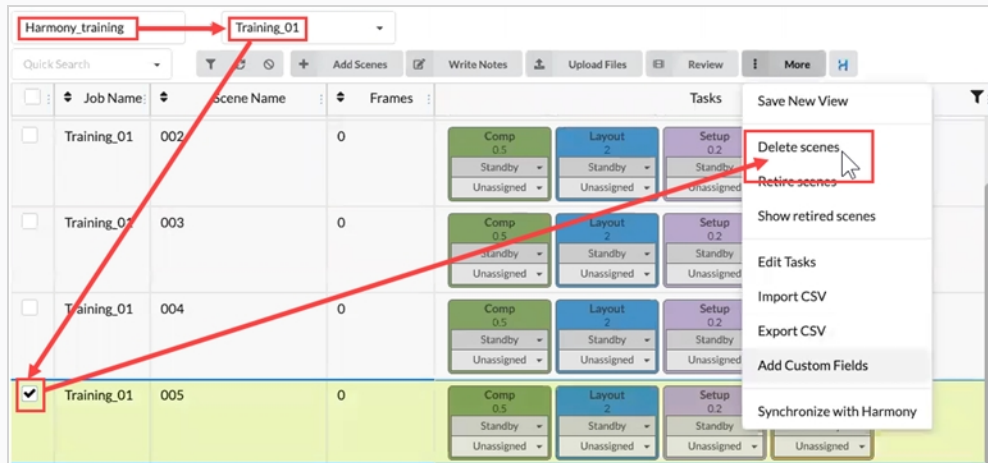 Harmony_training Training_01
Quick Search Add Scenes Write Notes Upload Files Review More
Job Name Scene Name Frames Tasks
Save New View
Delete scenes
Retire scenes
Show retired scenes
Edit Tasks
Import CSV
Export CSV
Add Custom Fields
Synchronize with Harmony
Training_01 002 0
Comp Layout Setup
0.5 2 0.2
Standby Standby Standby
Unassigned Unassigned Unassigned
Training_01 003 0
Comp Layout Setup
0.5 2 0.2
Standby Standby Standby
Unassigned Unassigned Unassigned
Training_01 004 0
Comp Layout Setup
0.5 2 0.2
Standby Standby Standby
Unassigned Unassigned Unassigned
Training_01 005 0
Comp Layout Setup
0.5 2 0.2
Standby Standby Standby
Unassigned Unassigned Unassigned Unassigned